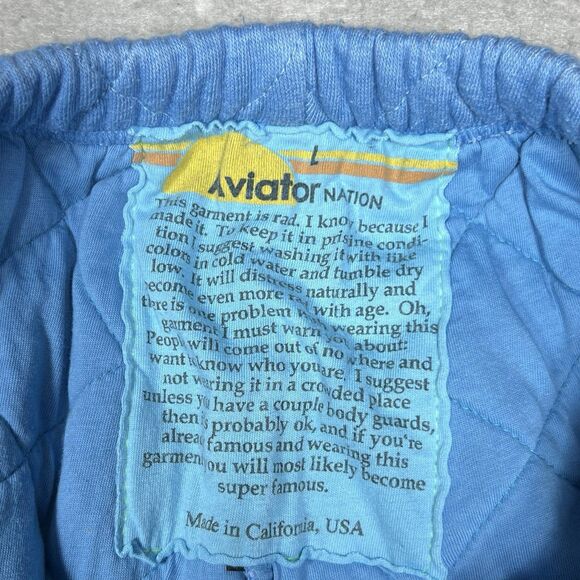 L
Aviator NATION
This garment is rad. I know because I
made it. To keep it in pristine condi-
tion I suggest washing it with like
colors in cold water and tumble dry
low. It will distress naturally and
become even more rad with age. Oh,
there is one problem with wearing this
garment I must warn you about:
People will come out of no where and
want to know who you are. I suggest
not wearing it in a crowded place
unless you have a couple body guards,
then its probably ok, and if you're
already famous and wearing this
garment you will most likely become
super famous.
Made in California, USA